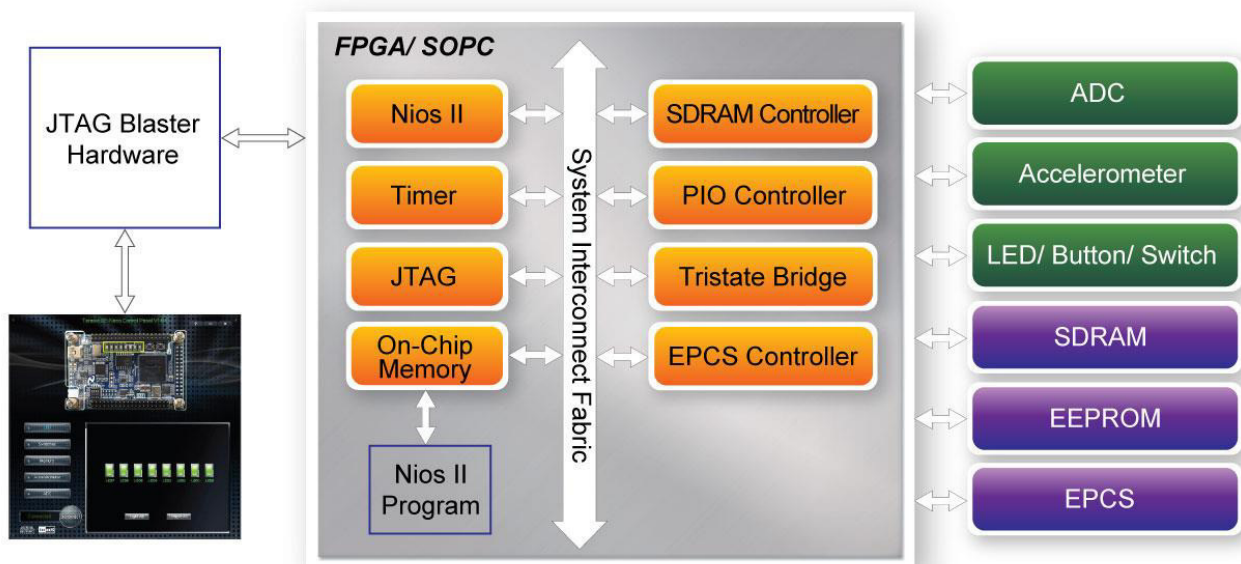 JTAG Blaster
Hardware
FPGA/ SOPC
Nios II
Timer
JTAG
On-Chip
Memory
Nios II
Program
System Interconnect Fabric
SDRAM Controller
PIO Controller
Tristate Bridge
EPCS Controller
ADC
Accelerometer
LED/ Button/ Switch
SDRAM
EEPROM
EPCS